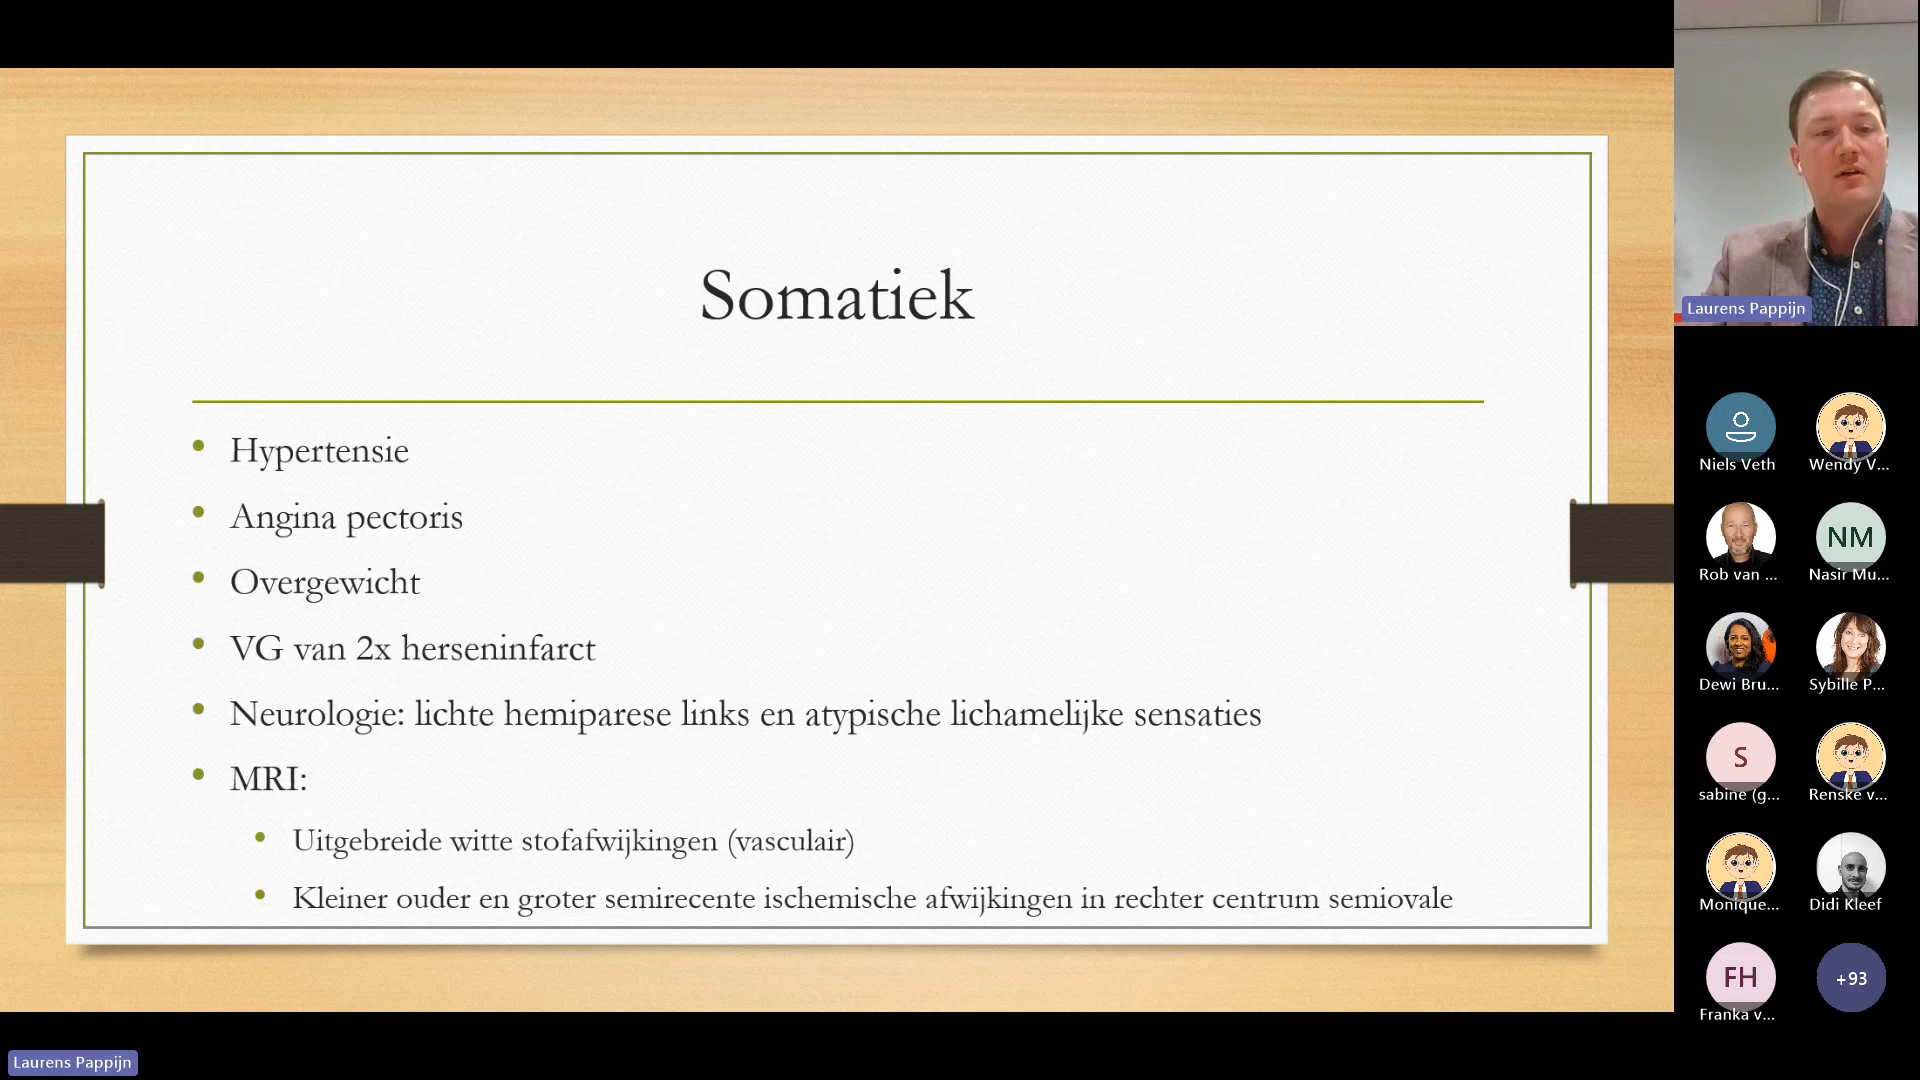 Somatiek
Hypertensie
Angina pectoris
Overgewicht
VG van 2x herseninfarct
Neurologie: lichte hemiparese links en atypische lichamelijke sensaties
MRI:
Uitgebreide witte stofafwijkingen (vasculair)
Kleiner ouder en groter semirecente ischemische afwijkingen in rechter centrum semiovale
Laurens Pappijn
Niels Veth
Wendy V...
Rob van ...
NM
Nasir Mu...
Dewi Bru...
Sybille P...
S
sabine (g...
Renske v...
Monique...
Didi Kleef
FH
Franka v...
+93
Laurens Pappijn